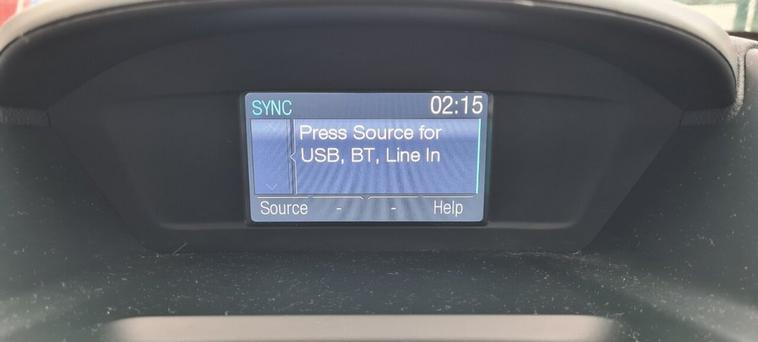 SYNC 02:15
Press Source for
USB, BT, Line In
Source - - Help